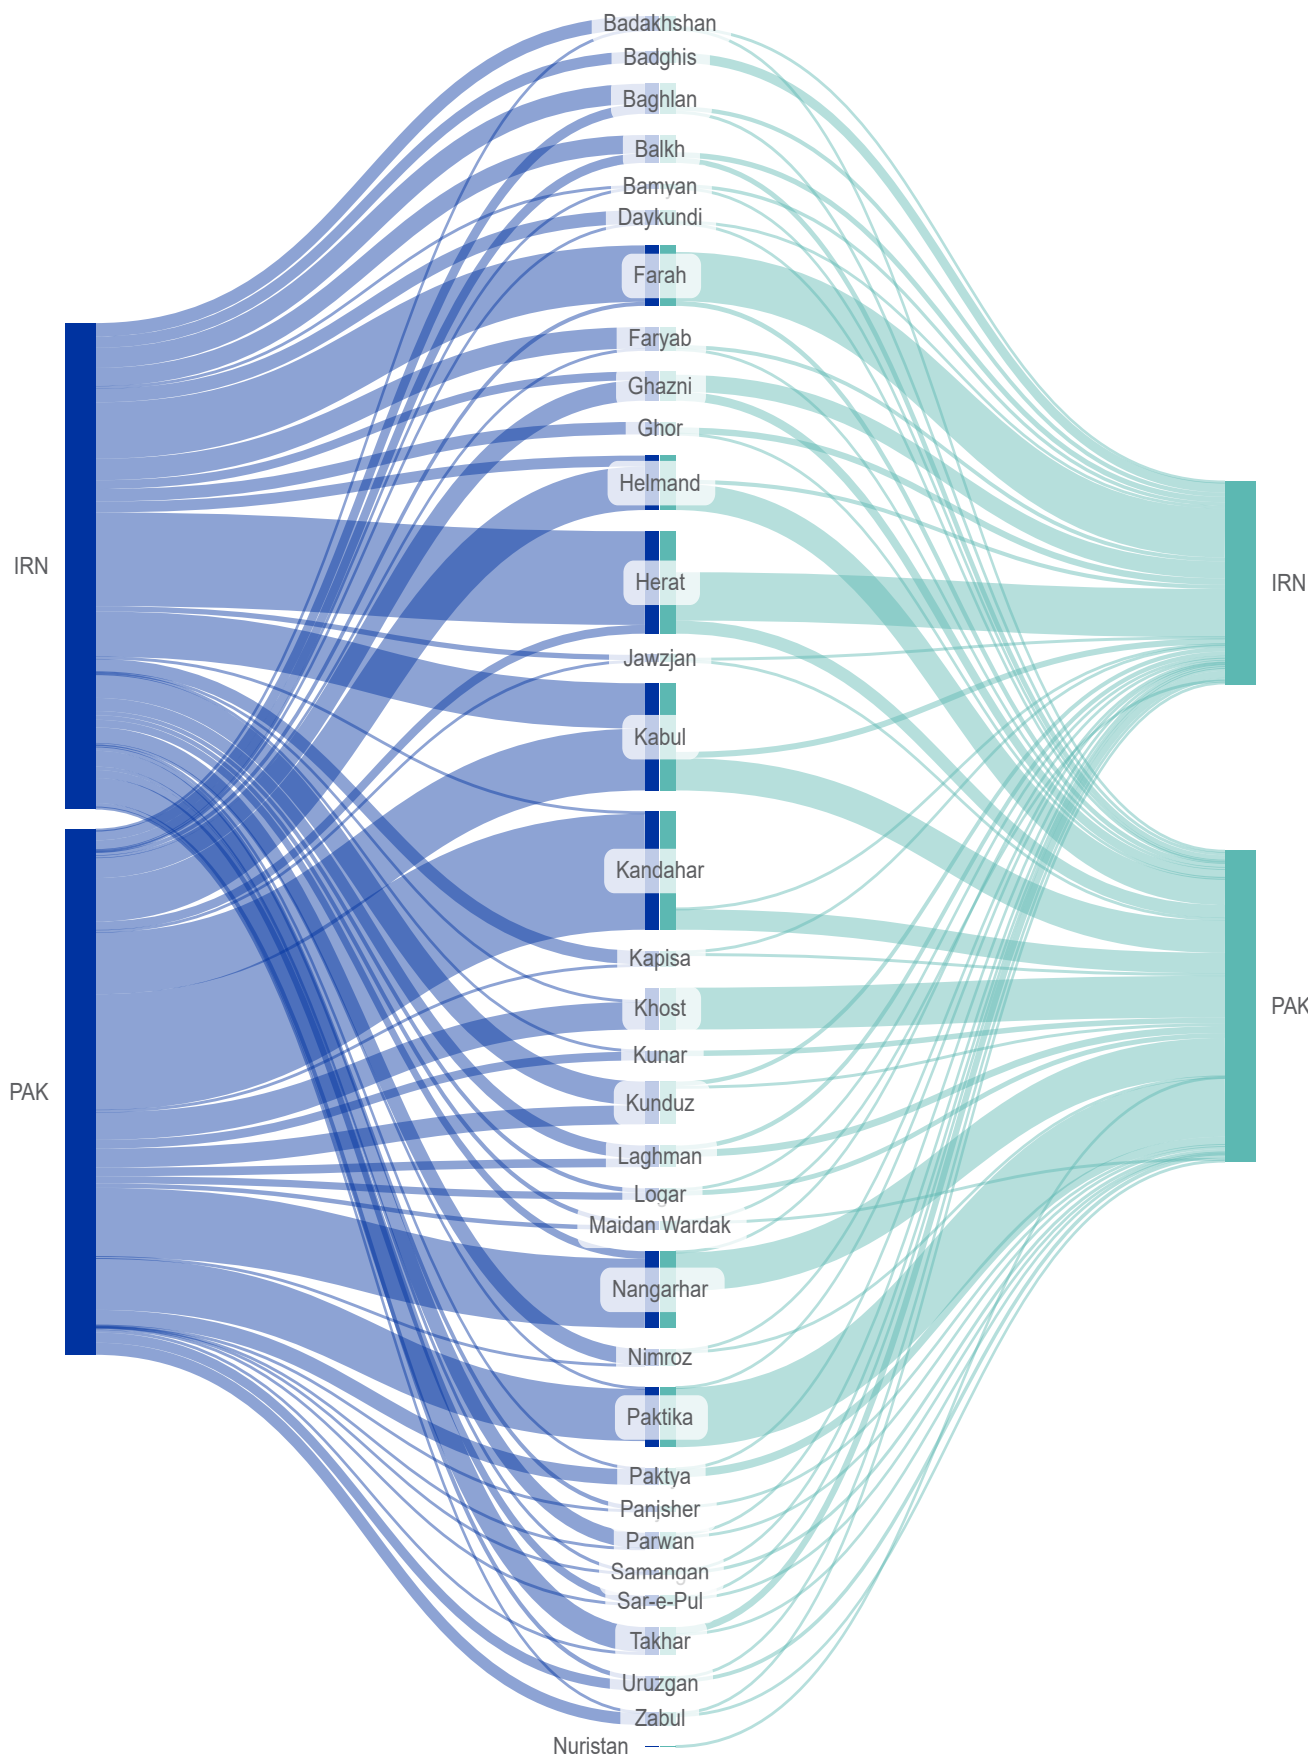 Badakhshan
Badghis
Baghlan
Balkh
Bamyan
Daykundi
Farah
Faryab
Ghazni
Ghor
Helmand
IRN
Herat
IRN
Jawzjan
Kabul
Kandahar
Kapisa
Khost
PAK
Kunar
PAK
Kunduz
Laghman
Logar
Maidan Wardak
Nangarhar
Nimroz
Paktika
Paktya
Panjsher
Parwan
Samangan
Sar-e-Pul
Takhar
Uruzgan
Zabul
Nuristan